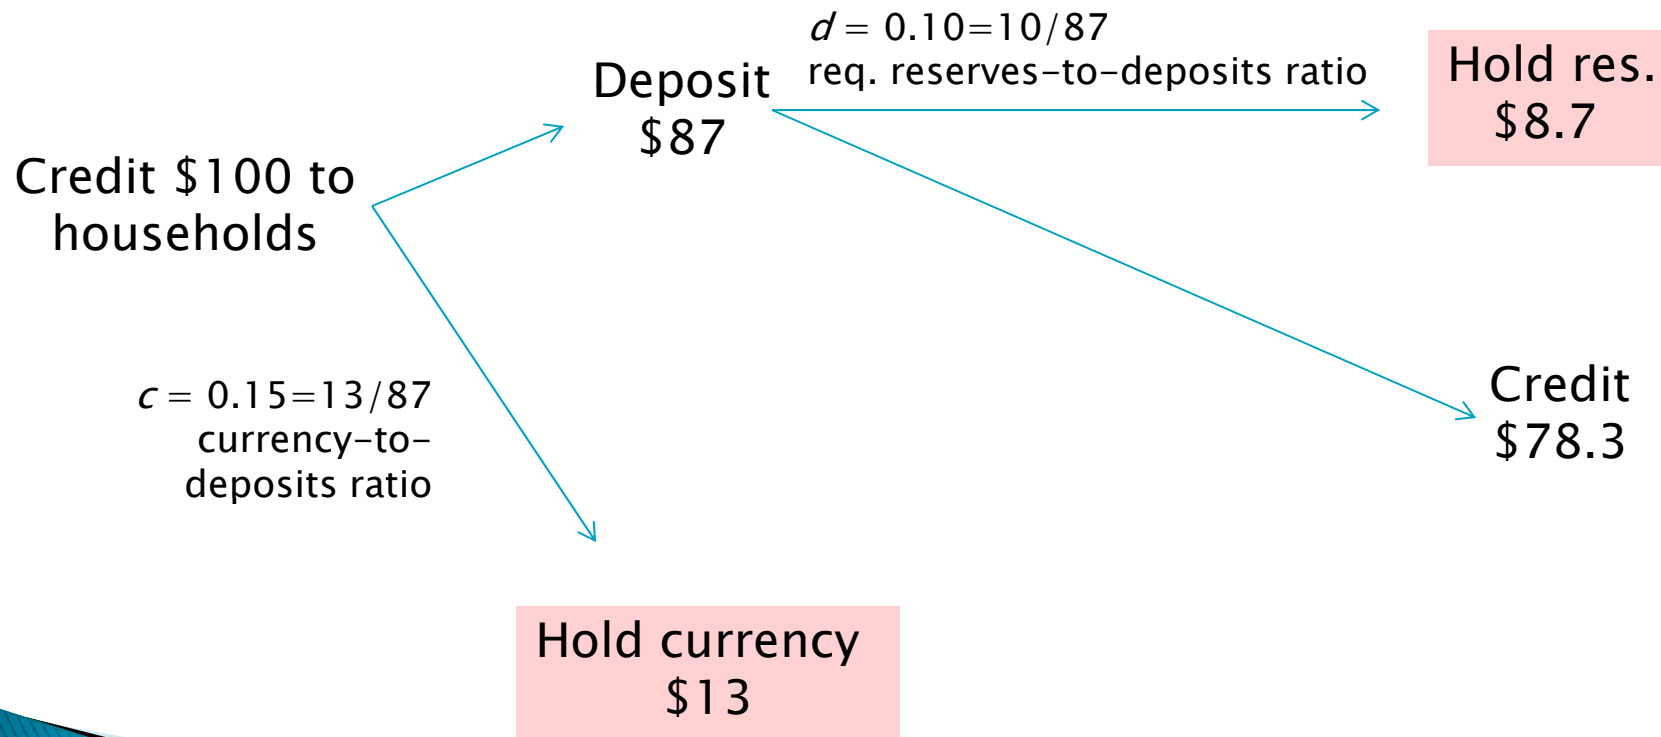 Credit $100 to
households
Deposit
$87
d = 0.10=10/87
req. reserves-to-deposits ratio
Hold res.
$8.7
Credit
$78.3
c = 0.15=13/87
currency-to-
deposits ratio
Hold currency
$13